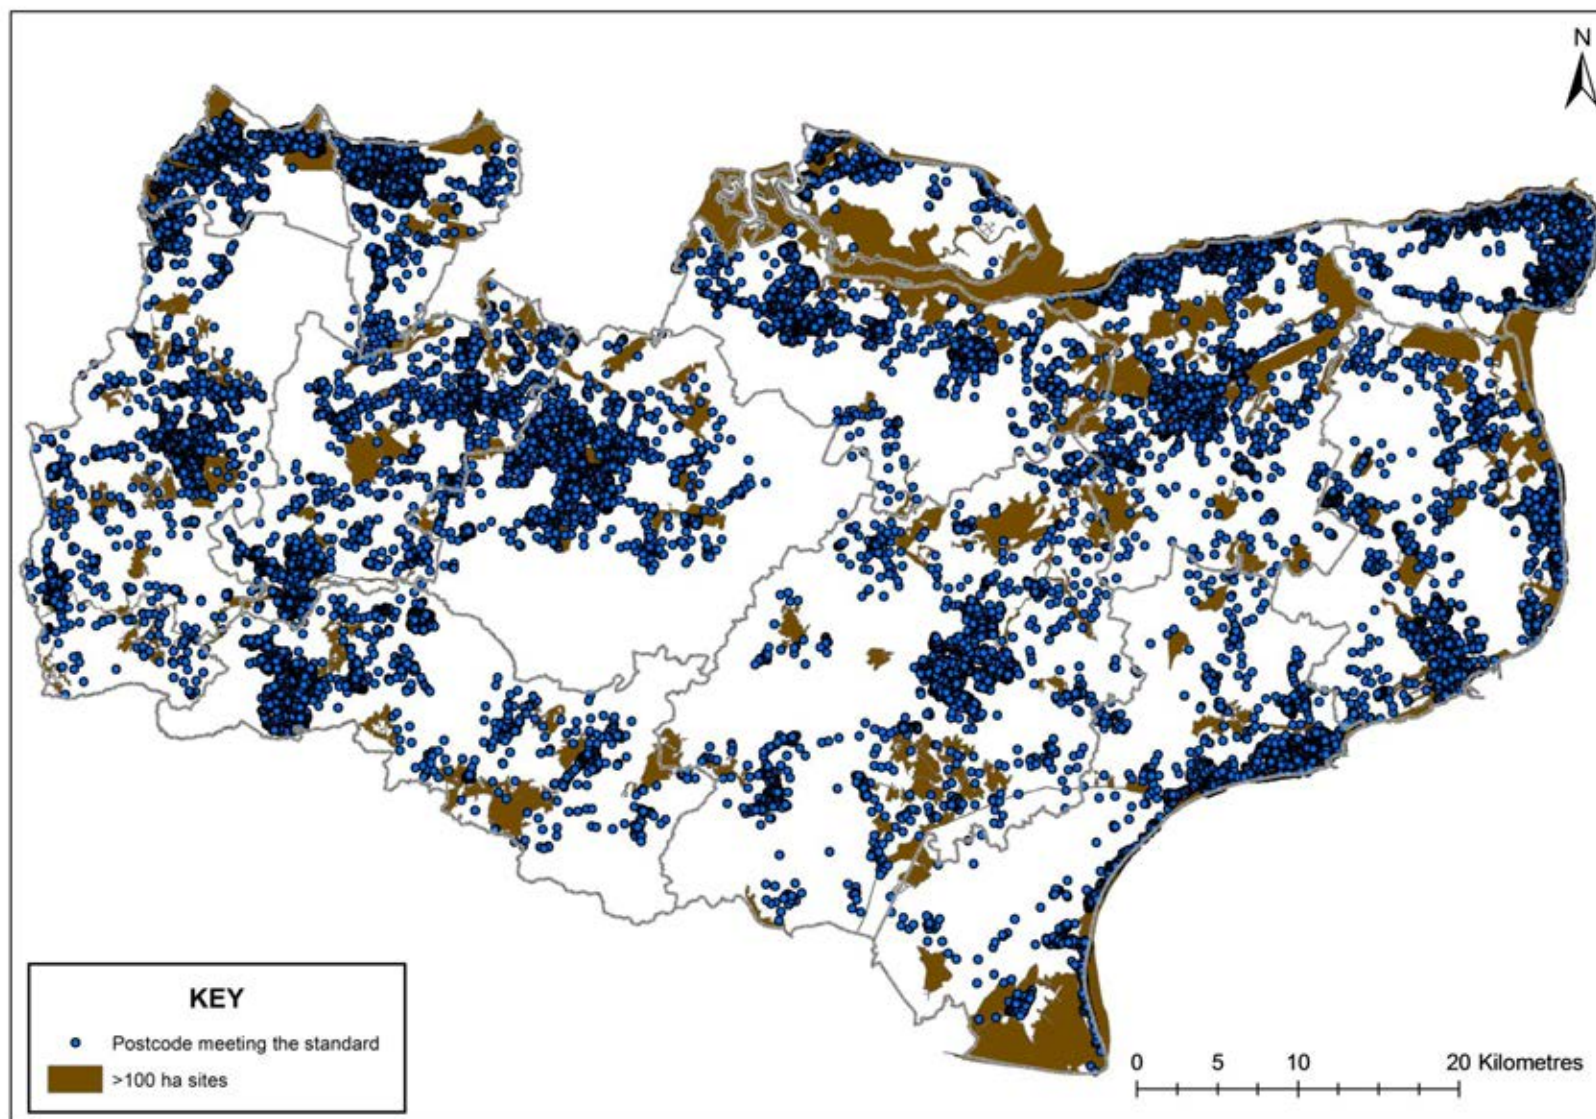 N
KEY
Postcode meeting the standard
>100 ha sites
0 5 10 20 Kilometres